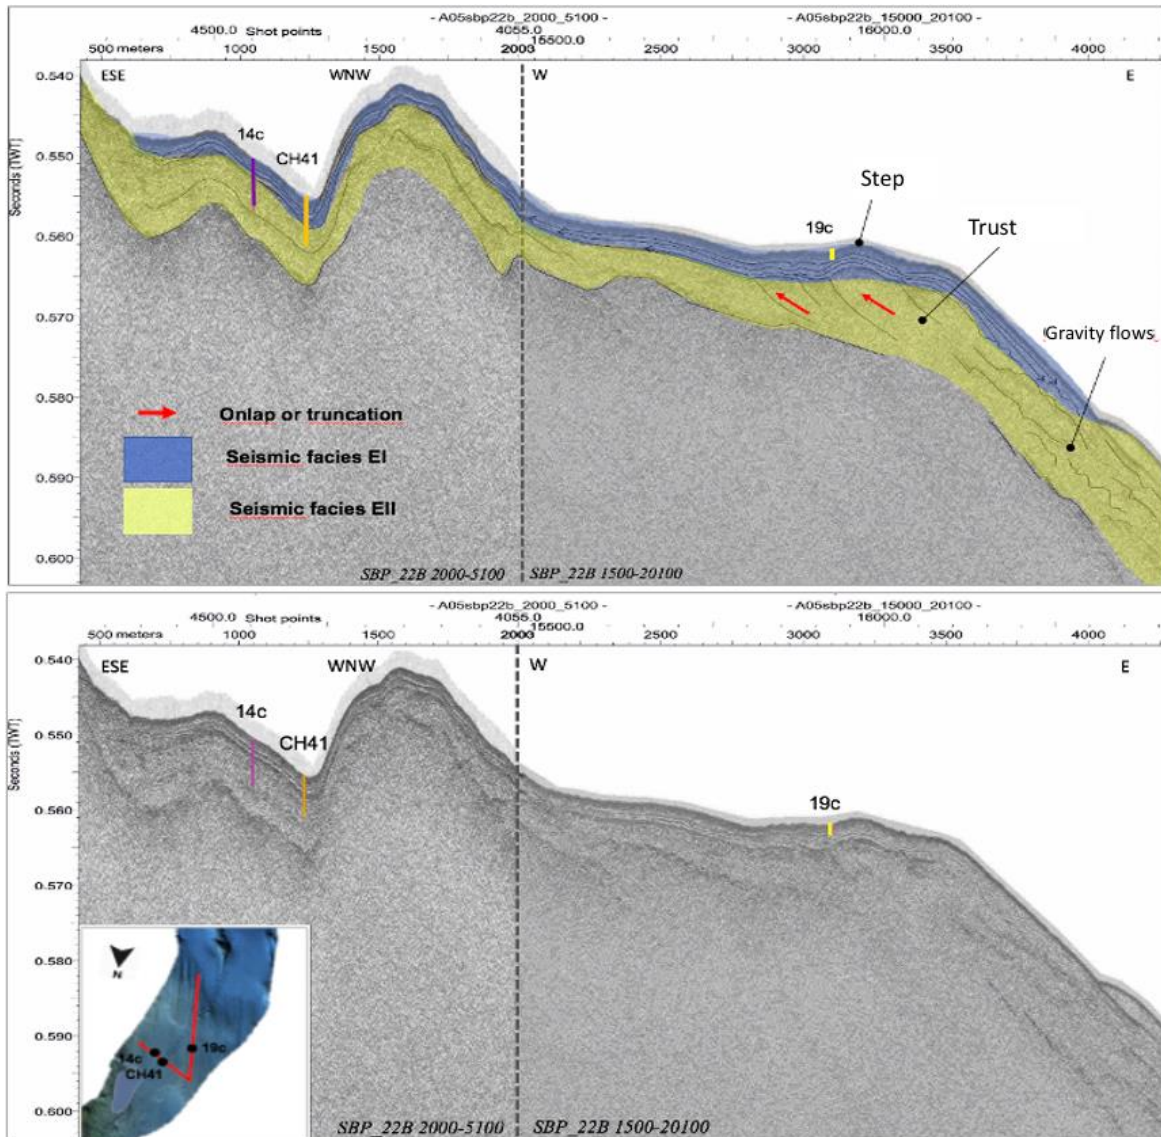 - A05sbp22b_2000_5100 - - A05sbp22b_15000_20100 -
4500.0 Shot points 4055.0 15500.0 16000.0
500 meters 1000 1500 2000 2500 3000 3500 4000
ESE WNW W E
Seconds (TWT)
0.540
0.550
0.560
0.570
0.580
0.590
0.600
14c
CH41
Step
19c
Trust
Gravity flows
Onlap or truncation
Seismic facies EI
Seismic facies EII
SBP_22B 2000-5100 SBP_22B 1500-20100
- A05sbp22b_2000_5100 - - A05sbp22b_15000_20100 -
4500.0 Shot points 4055.0 15500.0 16000.0
500 meters 1000 1500 2000 2500 3000 3500 4000
ESE WNW W E
Seconds (TWT)
0.540
0.550
0.560
0.570
0.580
0.590
0.600
14c
CH41
19c
N
14c
CH41
19c
SBP_22B 2000-5100 SBP_22B 1500-20100